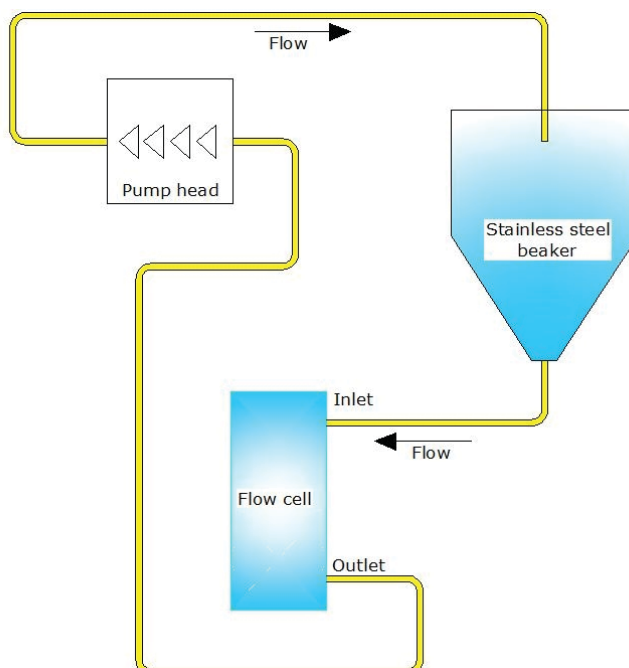 Flow
Pump head
Stainless steel
beaker
Inlet
Flow
Flow cell
Outlet